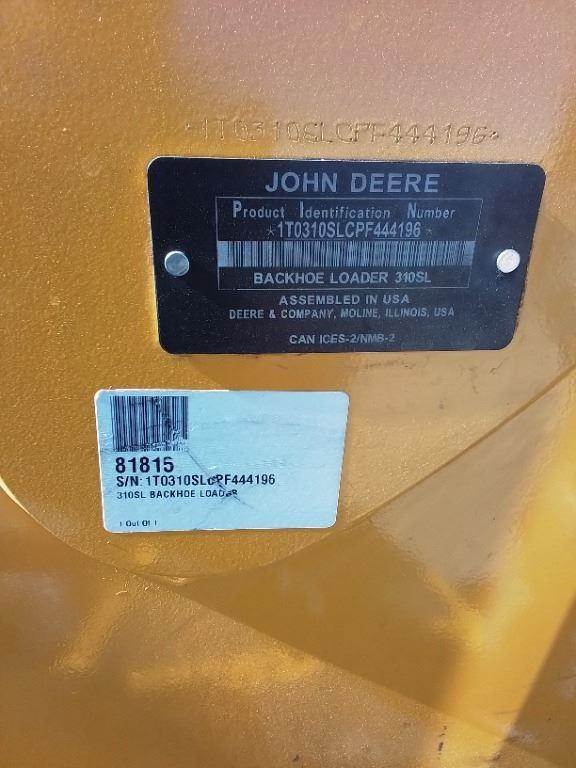 *1T0310SLCPF444196*
JOHN DEERE
Product Identification Number
*1T0310SLCPF444196*
BACKHOE LOADER 310SL
ASSEMBLED IN USA
DEERE & COMPANY, MOLINE, ILLINOIS, USA
CAN ICES-2/NMB-2
81815
S/N: 1T0310SLCPF444196
310SL BACKHOE LOADER
1 Out Of 1